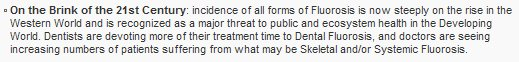 ▫ On the Brink of the 21st Century: incidence of all forms of Fluorosis is now steeply on the rise in the
Western World and is recognized as a major threat to public and ecosystem health in the Developing
World. Dentists are devoting more of their treatment time to Dental Fluorosis, and doctors are seeing
increasing numbers of patients suffering from what may be Skeletal and/or Systemic Fluorosis.